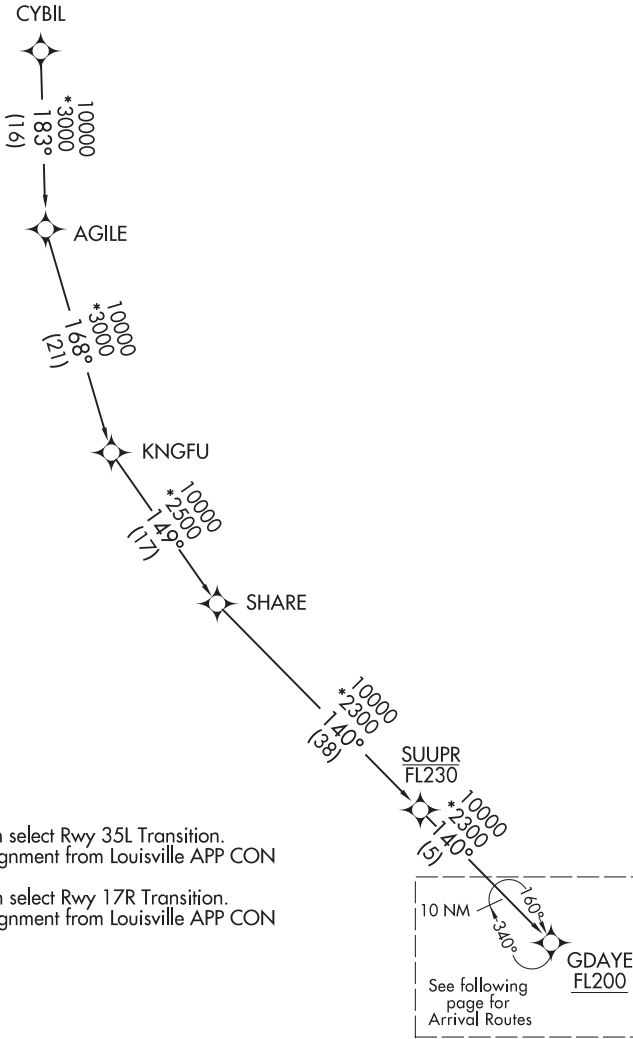 CYBIL
10000
*3000
183°
(16)
AGILE
10000
*3000
168°
(21)
KNGFU
10000
*2500
149°
(17)
SHARE
10000
*2300
140°
(38)
SUUPR
FL230
10000
*2300
140°
(5)
select Rwy 35L Transition.
gnment from Louisville APP CON
select Rwy 17R Transition.
gnment from Louisville APP CON
10 NM
160°
340°
GDAYE
FL200
See following
page for
Arrival Routes